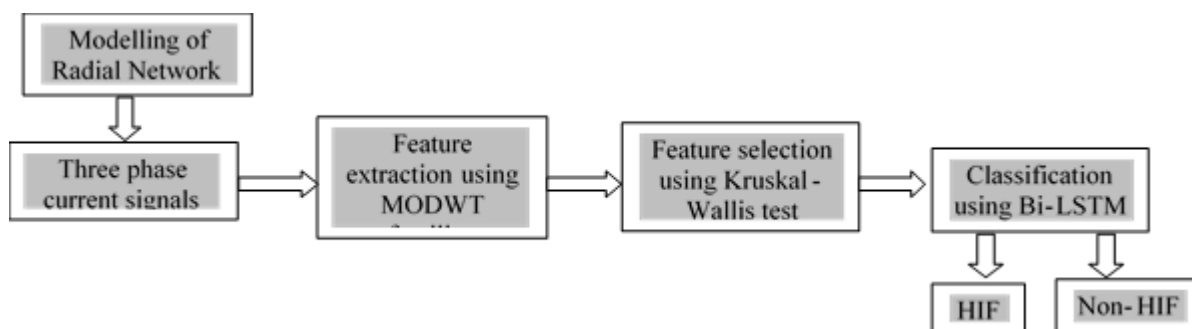 Modelling of
Radial Network
Three phase
current signals
Feature
extraction using
MODWT
Feature selection
using Kruskal-
Wallis test
Classification
using Bi-LSTM
HIF
Non-HIF